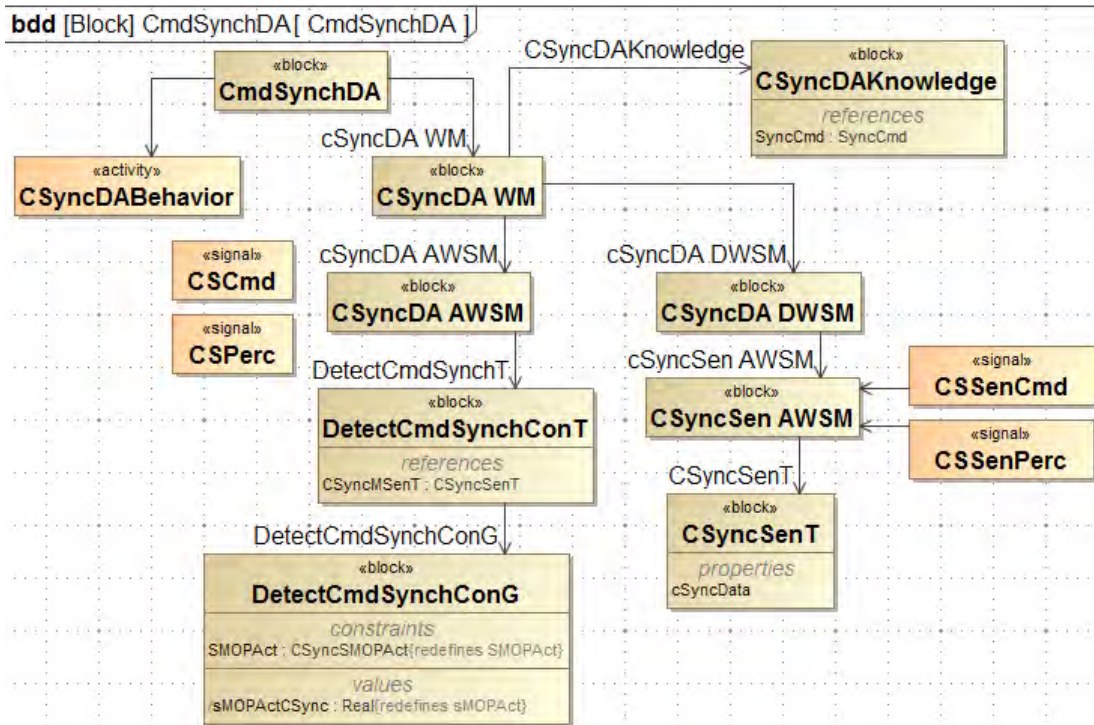 bdd [Block] CmdSynchDA[ CmdSynchDA ]
«block»
CmdSynchDA
CSyncDAKnowledge
«block»
CSyncDAKnowledge
references
SyncCmd : SyncCmd
cSyncDA WM
«activity»
CSyncDABehavior
«block»
CSyncDA WM
«signal»
CSCmd
«signal»
CSPerc
cSyncDA AWSM
«block»
CSyncDA AWSM
cSyncDA DWSM
«block»
CSyncDA DWSM
DetectCmdSynchT
«block»
DetectCmdSynchConT
references
CSyncMSenT : CSyncSenT
cSyncSen AWSM
«block»
CSyncSen AWSM
«signal»
CSSenCmd
«signal»
CSSenPerc
CSyncSenT
«block»
CSyncSenT
properties
cSyncData
DetectCmdSynchConG
«block»
DetectCmdSynchConG
constraints
SMOPAct : CSyncSMOPAct{redefines SMOPAct}
values
/sMOPActCSync : Real{redefines sMOPAct}